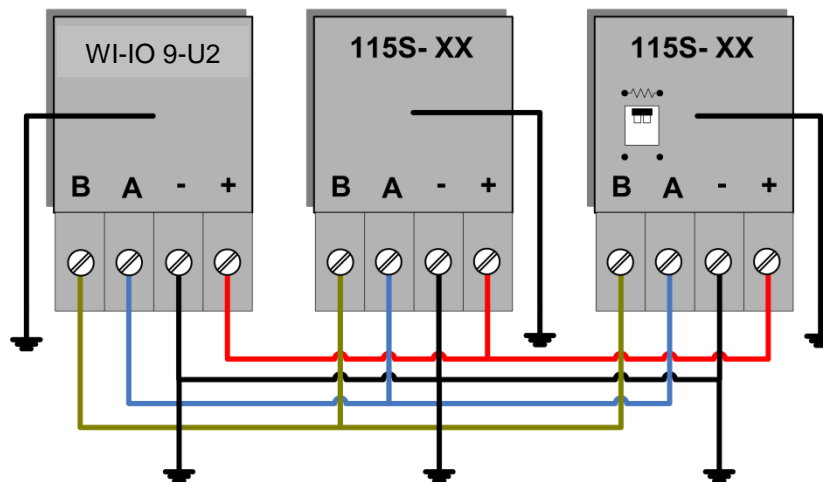 WI-IO 9-U2
115S- XX
115S- XX
B A - +
B A - +
B A - +